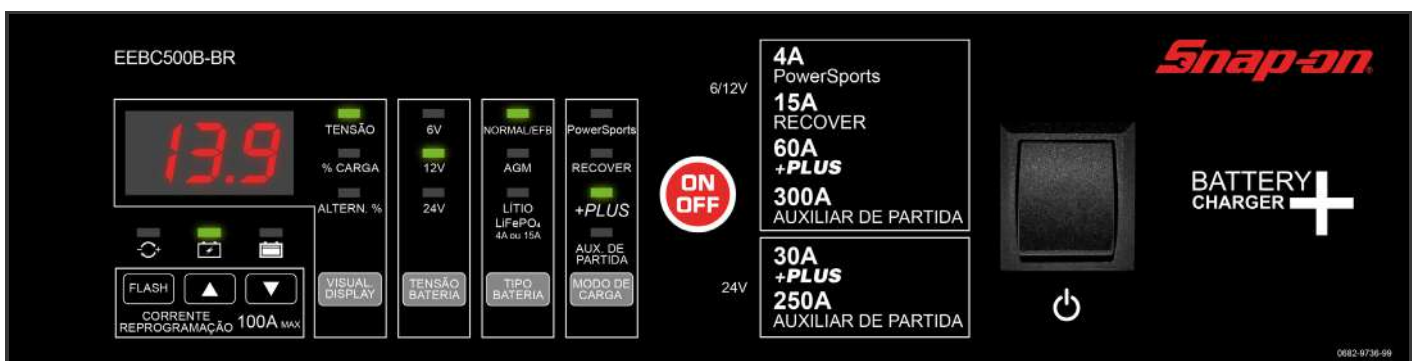 EEBC500B-BR
13.9
TENSÃO
% CARGA
ALTERN. %
VISUAL.
DISPLAY
6V
12V
24V
TENSÃO
BATERIA
NORMAL/EFB
AGM
LÍTIO
LiFePO₄
4A ou 15A
TIPO
BATERIA
PowerSports
RECOVER
+PLUS
AUX. DE
PARTIDA
MODO DE
CARGA
FLASH
CORRENTE
REPROGRAMAÇÃO 100A MAX
ON
OFF
6/12V
4A
PowerSports
15A
RECOVER
60A
+PLUS
300A
AUXILIAR DE PARTIDA
24V
30A
+PLUS
250A
AUXILIAR DE PARTIDA
Snap-on®
BATTERY
CHARGER
0682-9736-99